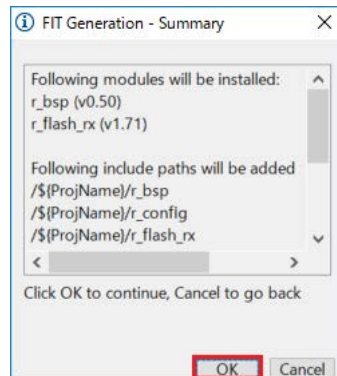 FIT Generation - Summary
Following modules will be installed:
r_bsp (v0.50)
r_flash_rx (v1.71)
Following include paths will be added
/${ProjName}/r_bsp
/${ProjName}/r_config
/${ProjName}/r_flash_rx
Click OK to continue, Cancel to go back
OK Cancel